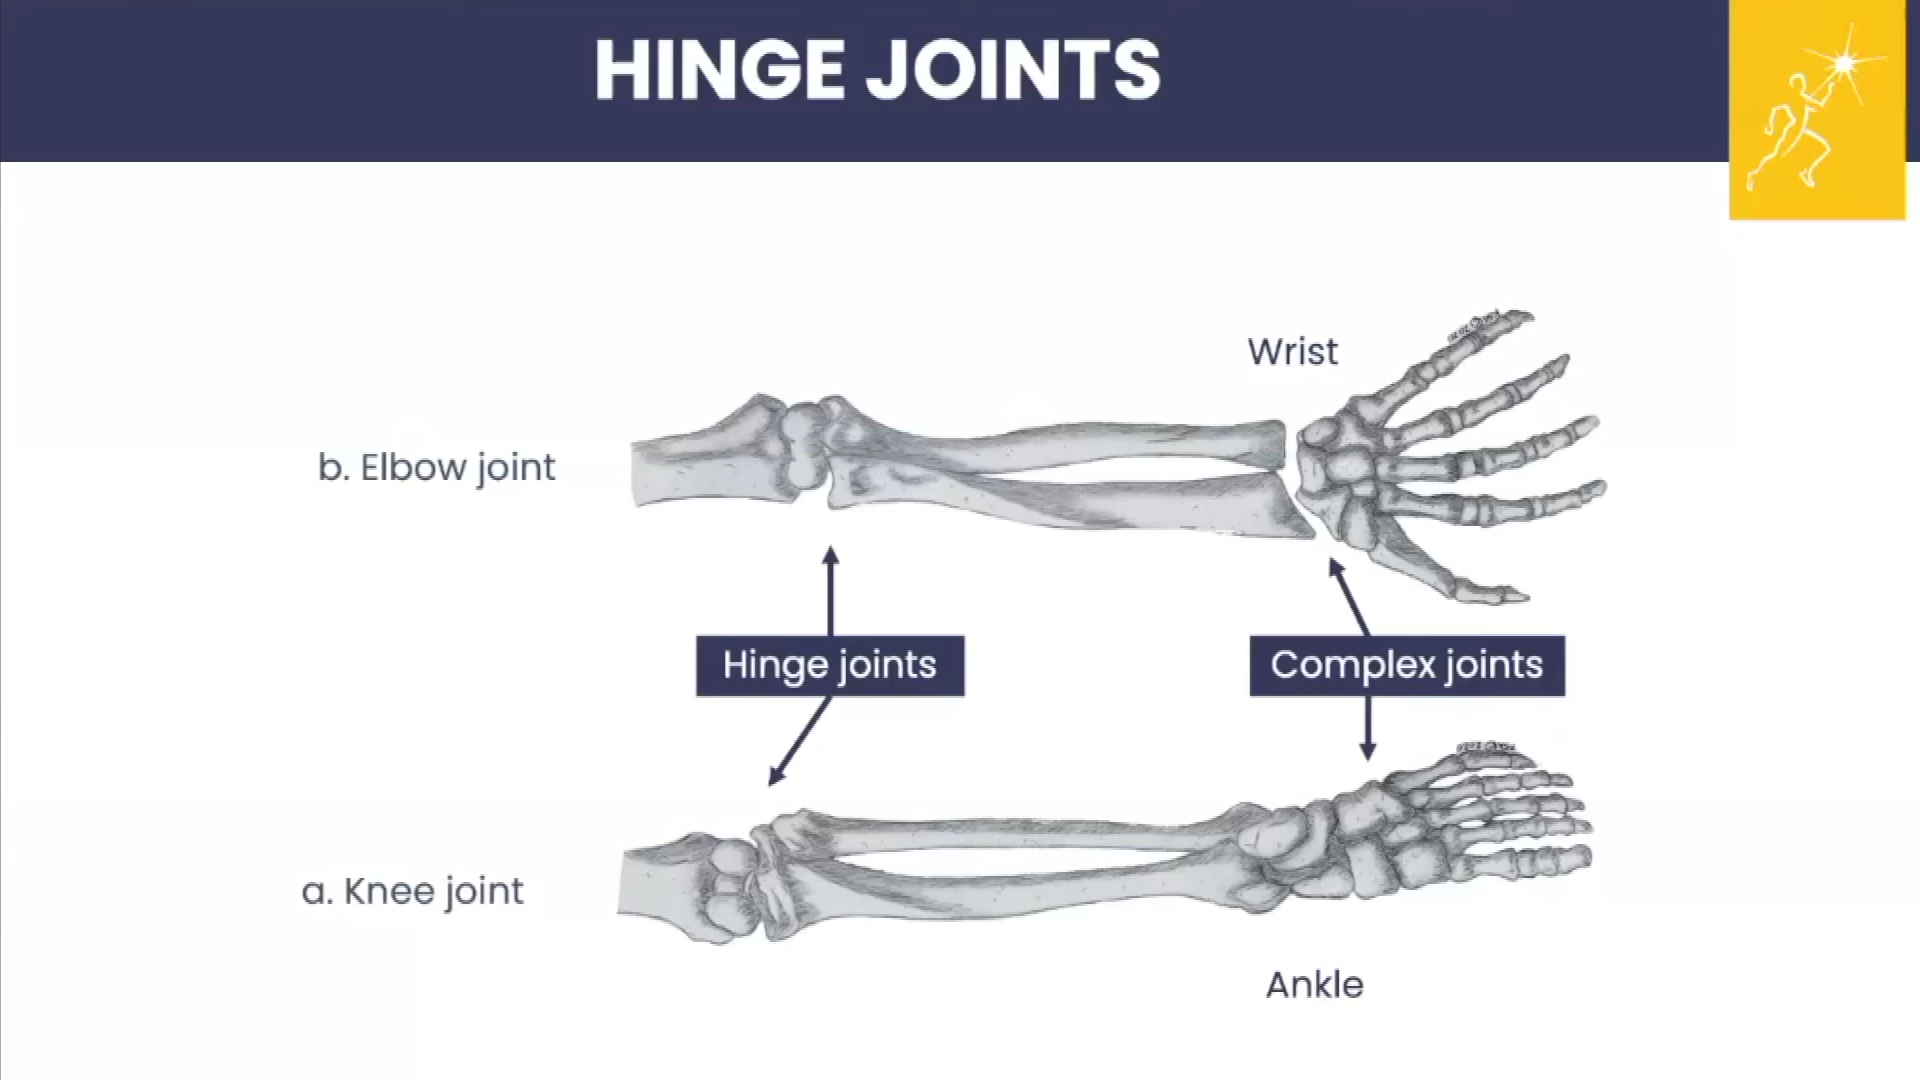 HINGE JOINTS
Wrist
b. Elbow joint
Hinge joints
Complex joints
a. Knee joint
Ankle